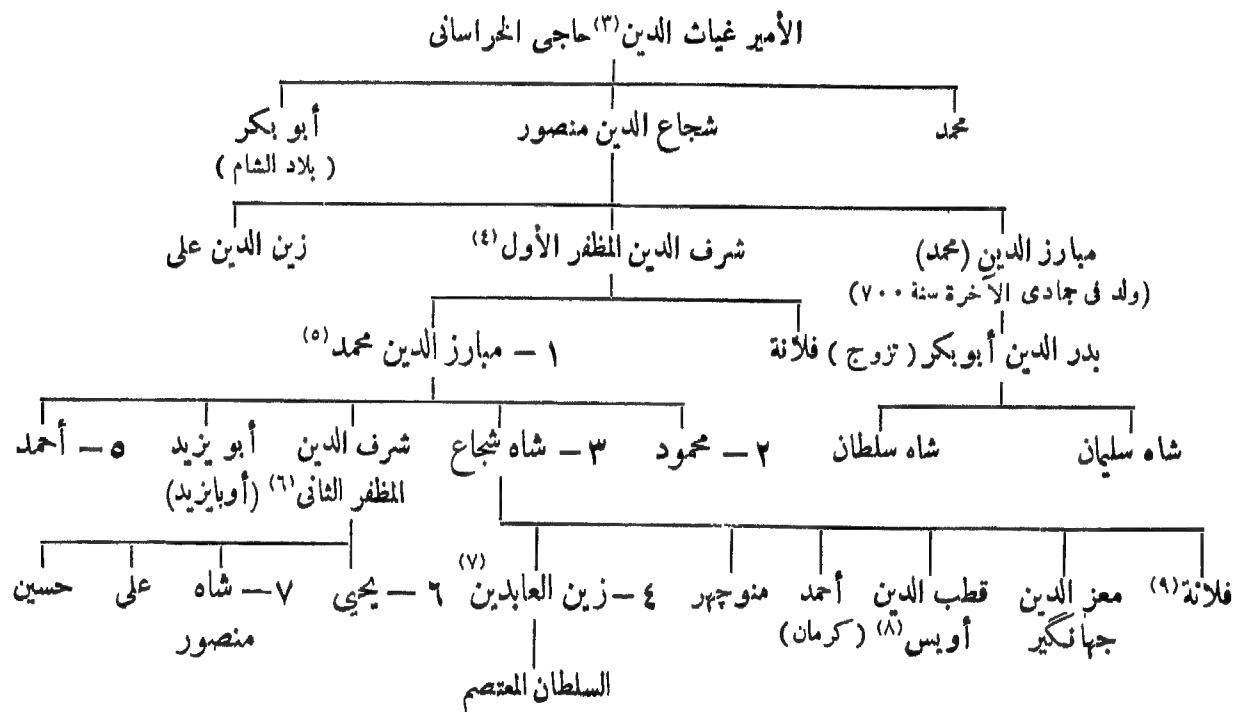 الأمير غياث الدين (٣) حاجى الخراسانى
محمد شجاع الدين منصور أبو بكر
( بلاد الشام )
مبارز الدين (محمد) شرف الدين المظفر الأول (٤) زين الدين على
(ولد فى جمادى الآخرة سنة ٧٠٠)
بدر الدين أبو بكر ( تزوج ) فلانة ١ – مبارز الدين محمد (٥)
شاه سليمان شاه سلطان ٢ – محمود ٣ – شاه شجاع شرف الدين أبو يزيد ٥ – أحمد
المظفر الثانى (٦) (أوبايزيد)
فلانة (٩) معز الدين قطب الدين أحمد منوچهر ٤ – زين العابدين (٧) ٦ – يحيي ٧ – شاه على حسين
جهانگير أويس (٨) (كرمان) منصور
السلطان المعتصم